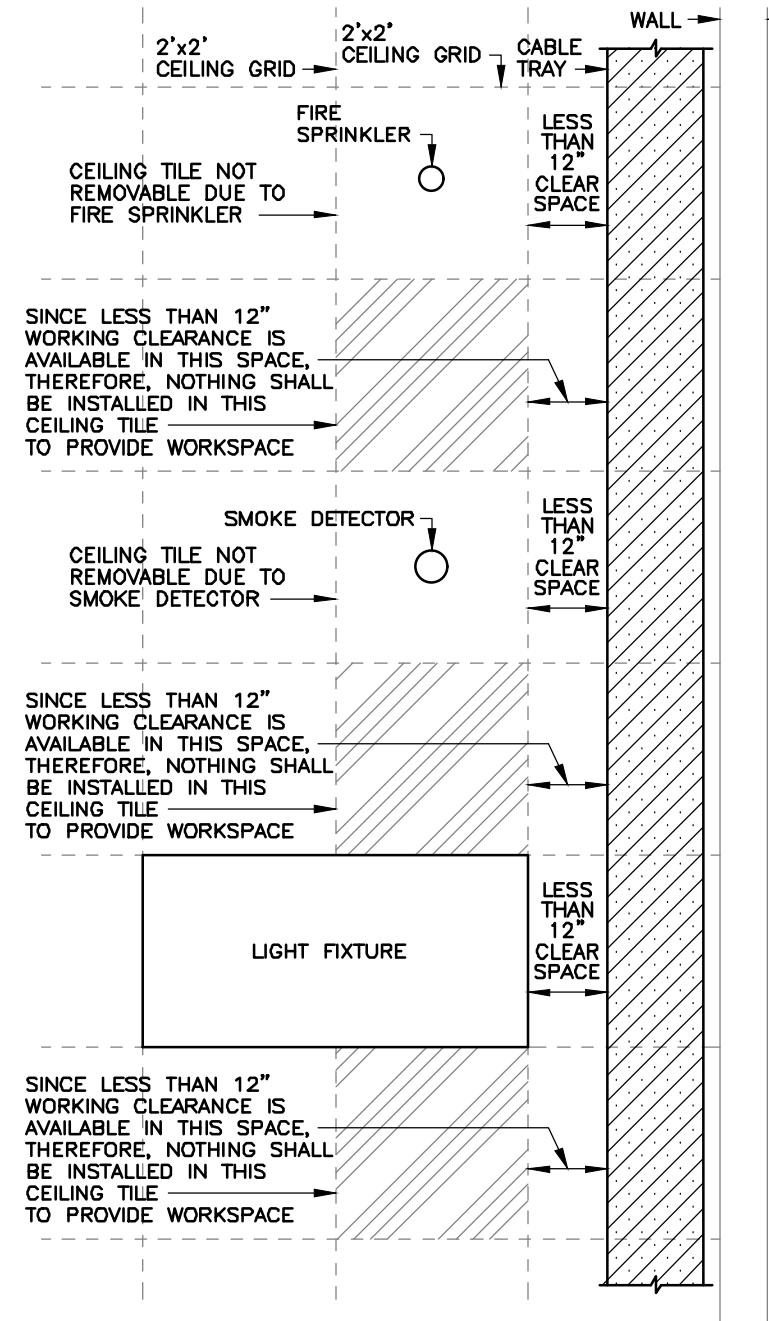 WALL
2'x2'
CEILING GRID
2'x2'
CEILING GRID
CABLE
TRAY
FIRE
SPRINKLER
LESS
THAN
12"
CLEAR
SPACE
CEILING TILE NOT
REMOVABLE DUE TO
FIRE SPRINKLER
SINCE LESS THAN 12"
WORKING CLEARANCE IS
AVAILABLE IN THIS SPACE,
THEREFORE, NOTHING SHALL
BE INSTALLED IN THIS
CEILING TILE
TO PROVIDE WORKSPACE
SMOKE DETECTOR
LESS
THAN
12"
CLEAR
SPACE
CEILING TILE NOT
REMOVABLE DUE TO
SMOKE DETECTOR
SINCE LESS THAN 12"
WORKING CLEARANCE IS
AVAILABLE IN THIS SPACE,
THEREFORE, NOTHING SHALL
BE INSTALLED IN THIS
CEILING TILE
TO PROVIDE WORKSPACE
LIGHT FIXTURE
LESS
THAN
12"
CLEAR
SPACE
SINCE LESS THAN 12"
WORKING CLEARANCE IS
AVAILABLE IN THIS SPACE,
THEREFORE, NOTHING SHALL
BE INSTALLED IN THIS
CEILING TILE
TO PROVIDE WORKSPACE